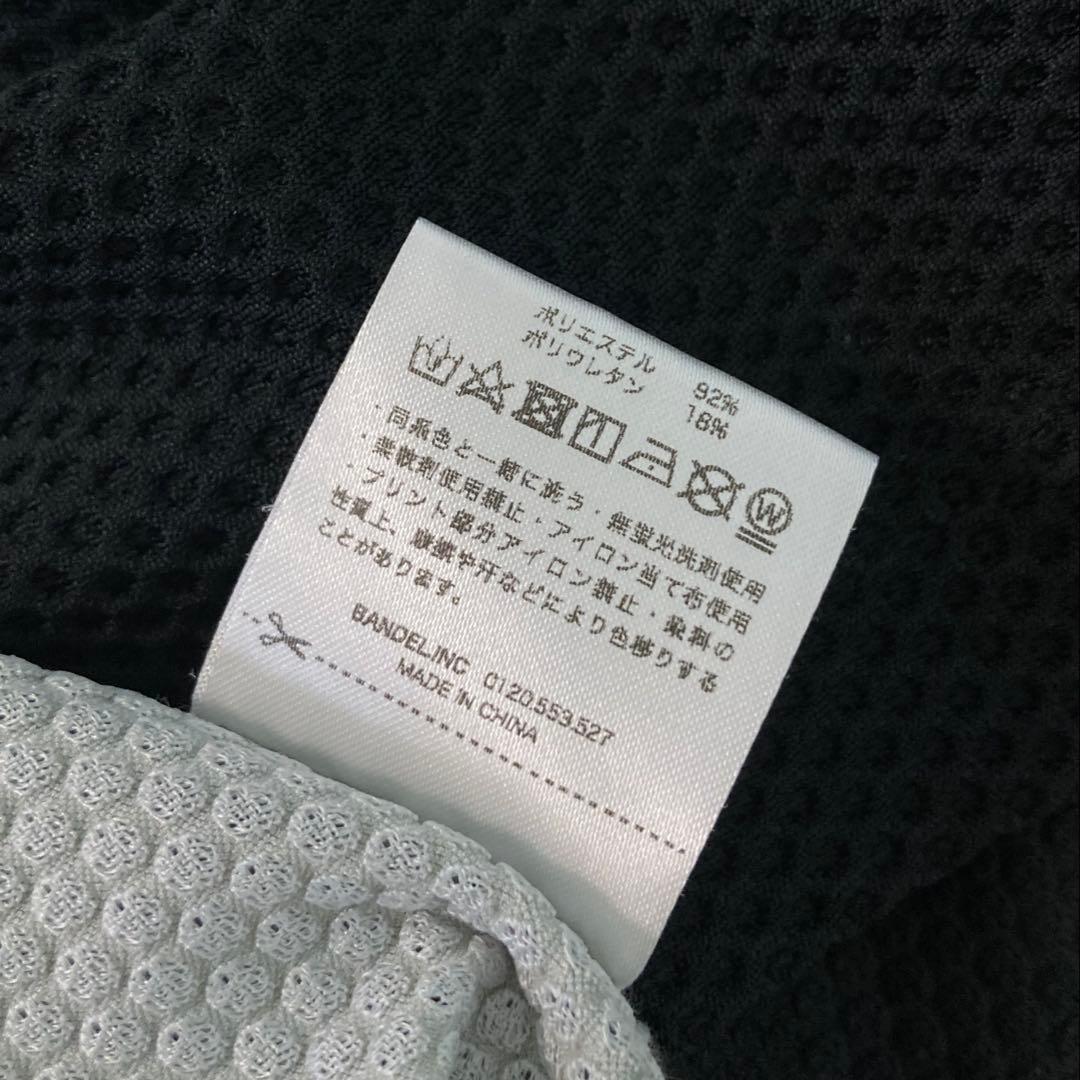 ポリエステル 82%
ポリウレタン 18%
W
・同系色と一緒に洗う・無蛍光洗剤使用
・柔軟剤使用禁止・アイロン当て布使用
・プリント部分アイロン禁止・染料の
性質上、摩擦や汗などにより色移りする
ことがあります。
BANDEL.INC 0120.553.527
MADE IN CHINA